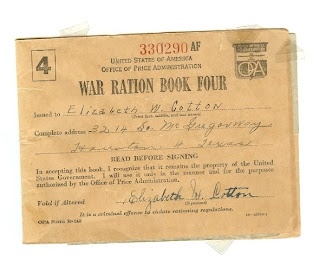 330290 AF
4
UNITED STATES OF AMERICA
OFFICE OF PRICE ADMINISTRATION
OPA
WAR RATION BOOK FOUR
Issued to Elizabeth W. Cotton
(Print first, middle, and last names)
Complete address 3214 So. McGregorway
Houston 4 Texas
READ BEFORE SIGNING
In accepting this book, I recognize that it remains the property of the United
States Government. I will use it only in the manner and for the purposes
authorized by the Office of Price Administration.
Void if Altered Elizabeth W. Cotton
(Signature)
It is a criminal offense to violate rationing regulations.
OPA Form R-145